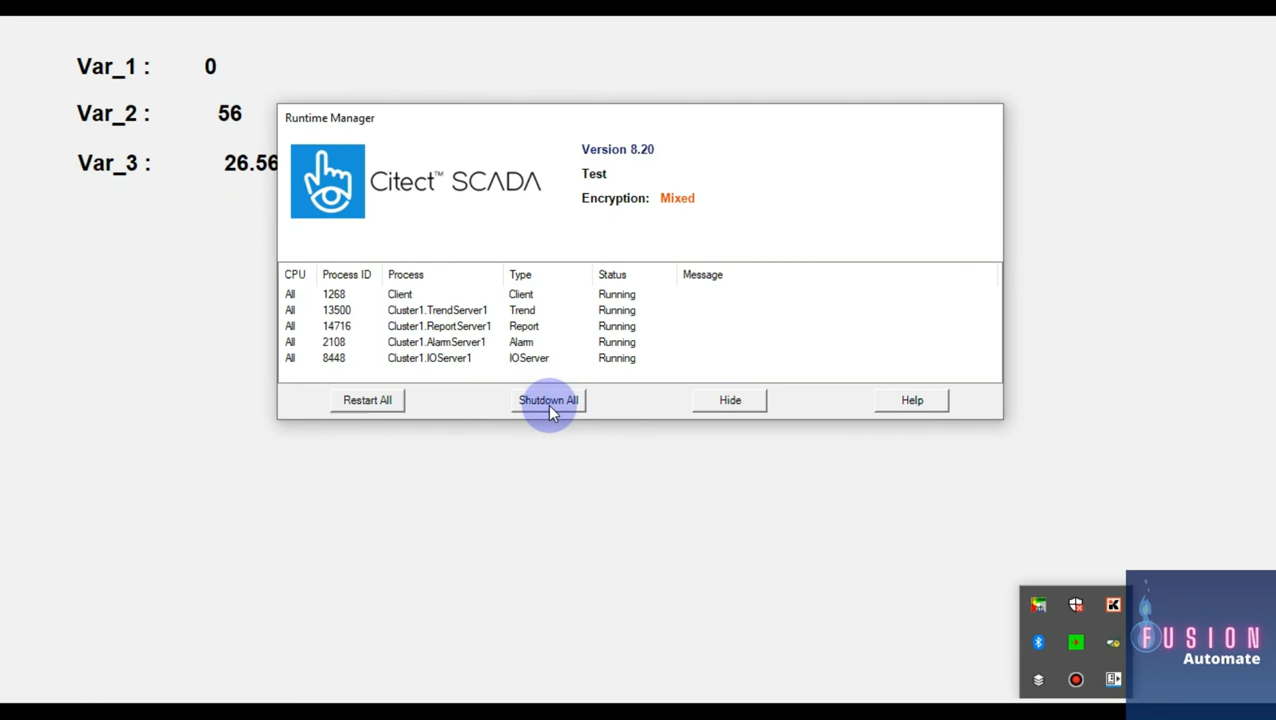 Var_1 : 0
Var_2 : 56
Var_3 : 26.56
Runtime Manager
Citect™ SCADA
Version 8.20
Test
Encryption: Mixed
CPU Process ID Process Type Status Message
All 1268 Client Client Running
All 13500 Cluster1.TrendServer1 Trend Running
All 14716 Cluster1.ReportServer1 Report Running
All 2108 Cluster1.AlarmServer1 Alarm Running
All 8448 Cluster1.IOServer1 IOServer Running
Restart All Shutdown All Hide Help
FUSION
Automate